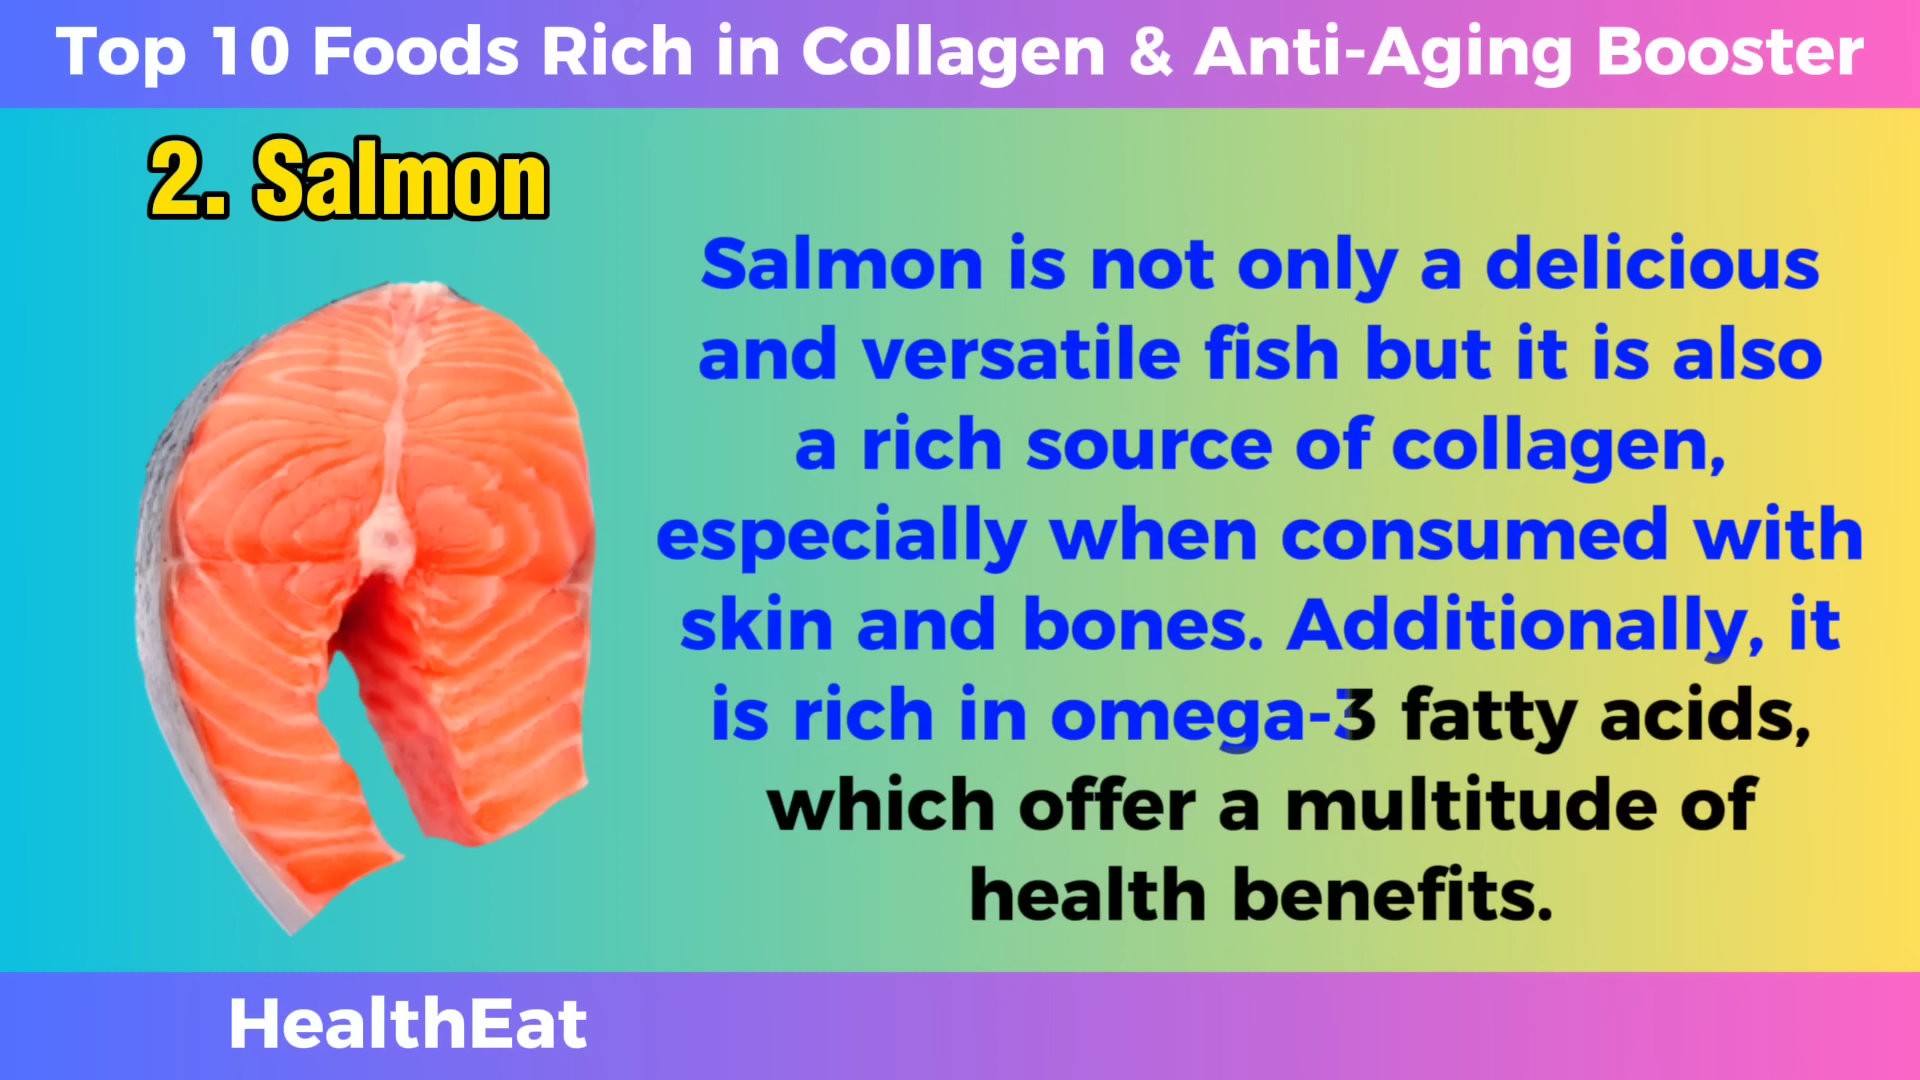 Top 10 Foods Rich in Collagen & Anti-Aging Booster
2. Salmon
Salmon is not only a delicious
and versatile fish but it is also
a rich source of collagen,
especially when consumed with
skin and bones. Additionally, it
is rich in omega-3 fatty acids,
which offer a multitude of
health benefits.
HealthEat